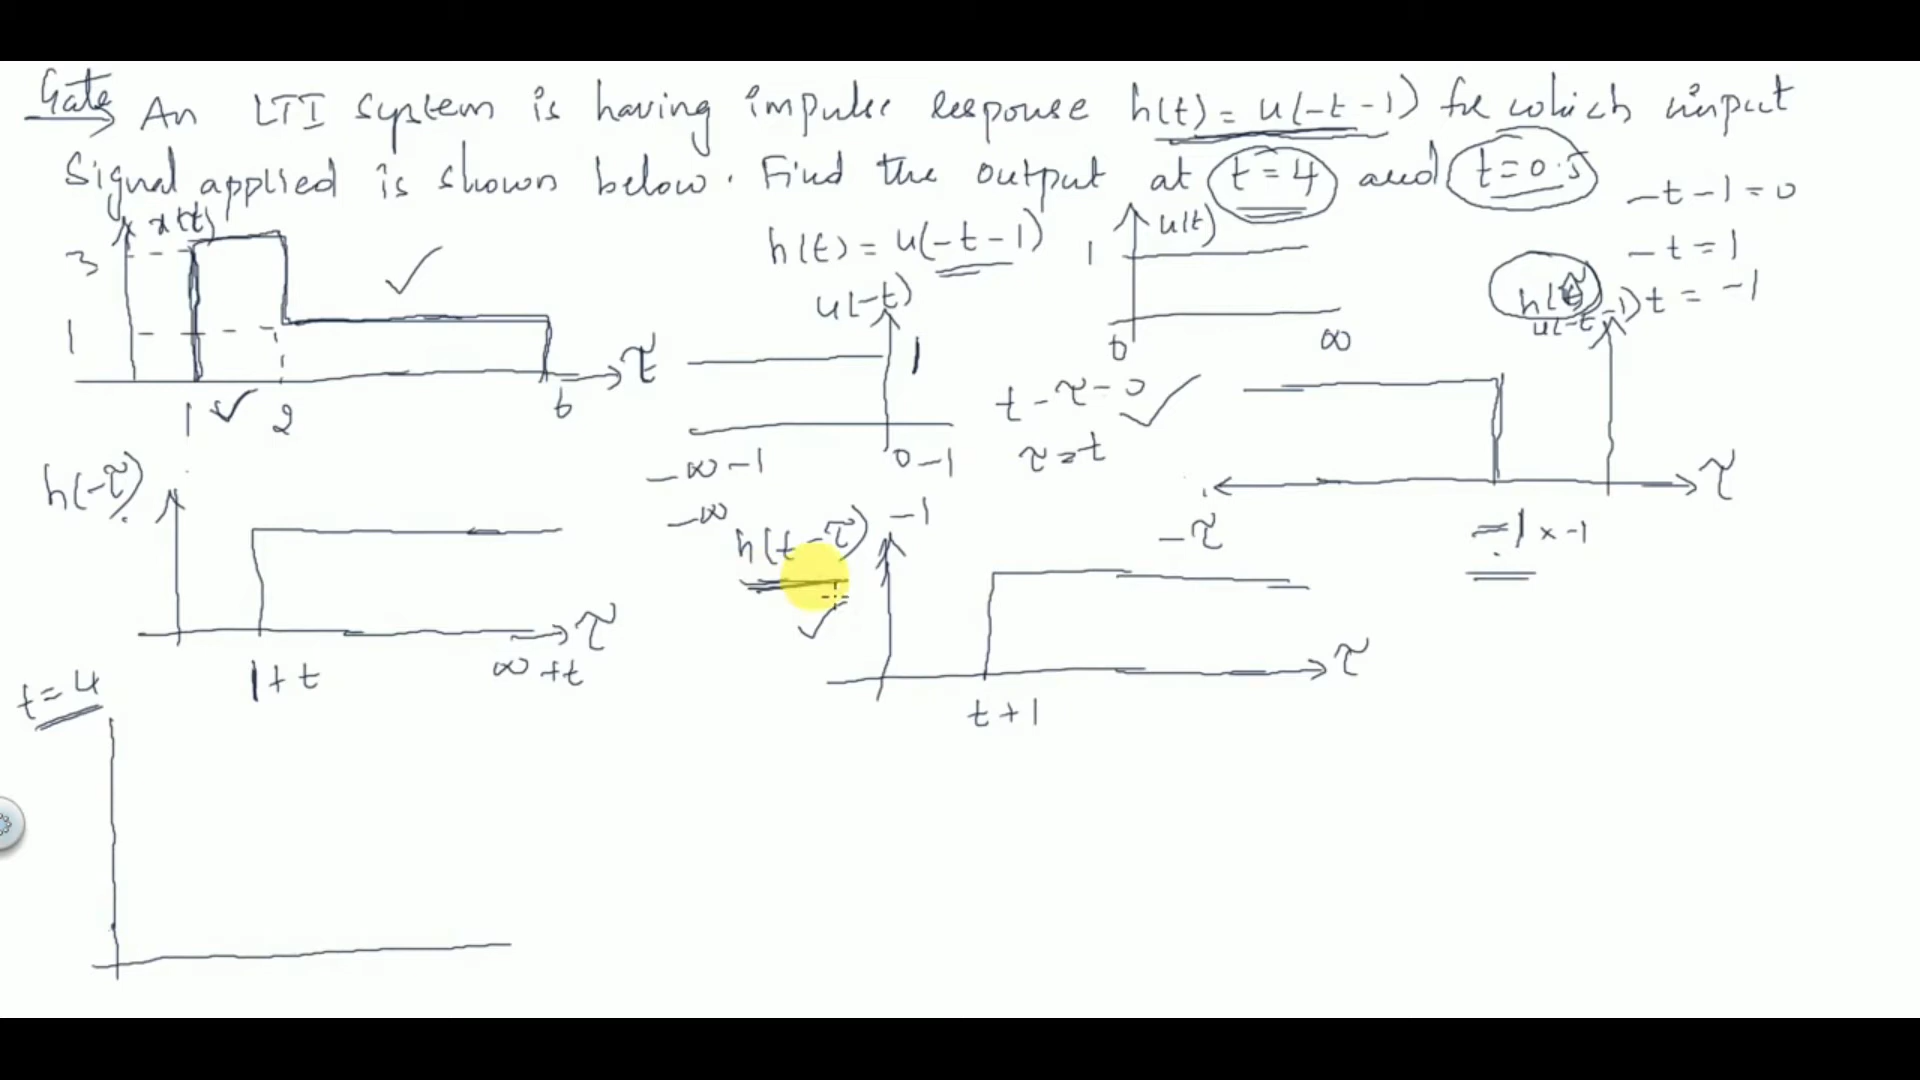 Gate An LTI system is having impulse response h(t) = u(-t-1) for which input
Signal applied is shown below. Find the output at t=4 and t=0.5
-t-1=0
-t=1
t = -1
x(t)
3
1
1 2 6 τ
h(t) = u(-t-1)
u(-t)
1
-∞-1 0-1
-∞ -1
u(t)
1
0 ∞
t-τ=0
τ=t
h(τ)
u(-t-1)
τ
-τ
=1 x -1
h(-τ)
1+t ∞+t τ
h(t-τ)
t+1 τ
t=4